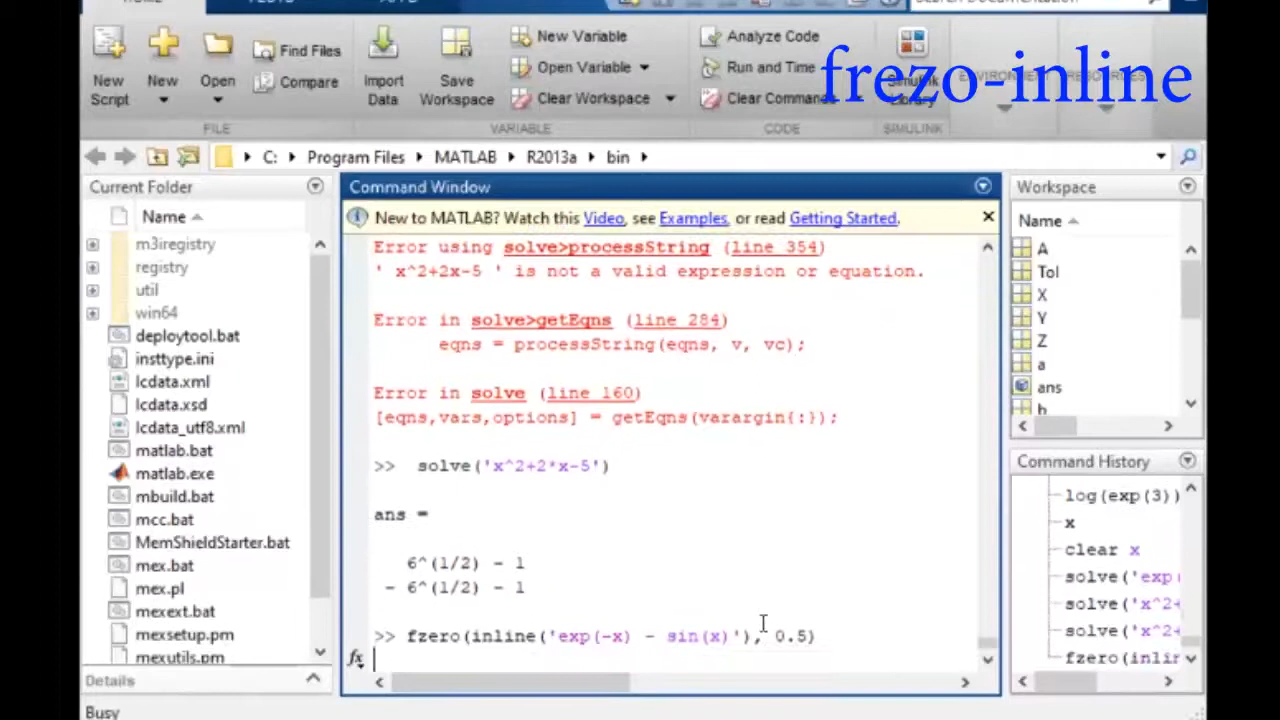 frezo-inline
New Script
New
Open
Find Files
Compare
Import Data
Save Workspace
New Variable
Open Variable
Clear Workspace
Analyze Code
Run and Time
Clear Commands
Simulink Library
FILE
VARIABLE
CODE
SIMULINK
C: Program Files MATLAB R2013a bin
Current Folder
Name
m3iregistry
registry
util
win64
deploytool.bat
insttype.ini
lcdata.xml
lcdata.xsd
lcdata_utf8.xml
matlab.bat
matlab.exe
mbuild.bat
mcc.bat
MemShieldStarter.bat
mex.bat
mex.pl
mexext.bat
mexsetup.pm
mexutils.pm
Details
Busy
Command Window
New to MATLAB? Watch this Video, see Examples, or read Getting Started.
Error using solve>processString (line 354)
' x^2+2x-5 ' is not a valid expression or equation.
Error in solve>getEqns (line 284)
eqns = processString(eqns, v, vc);
Error in solve (line 160)
[eqns,vars,options] = getEqns(varargin{:});
>> solve('x^2+2*x-5')
ans =
6^(1/2) - 1
- 6^(1/2) - 1
>> fzero(inline('exp(-x) - sin(x)'), 0.5)
fx
Workspace
Name
A
Tol
X
Y
Z
a
ans
b
Command History
log(exp(3))
x
clear x
solve('exp
solve('x^2+
solve('x^2+
fzero(inlin